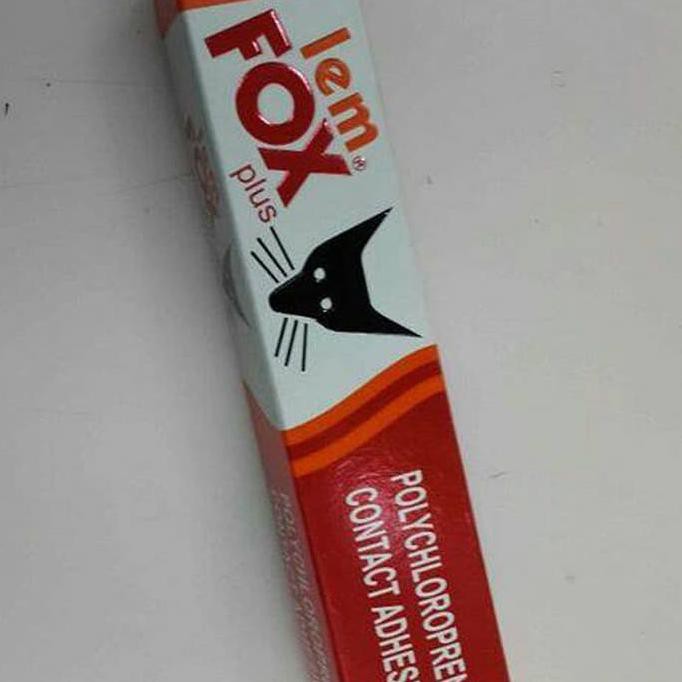 lem
FOX®
plus
POLYCHLOROPREN
CONTACT ADHES